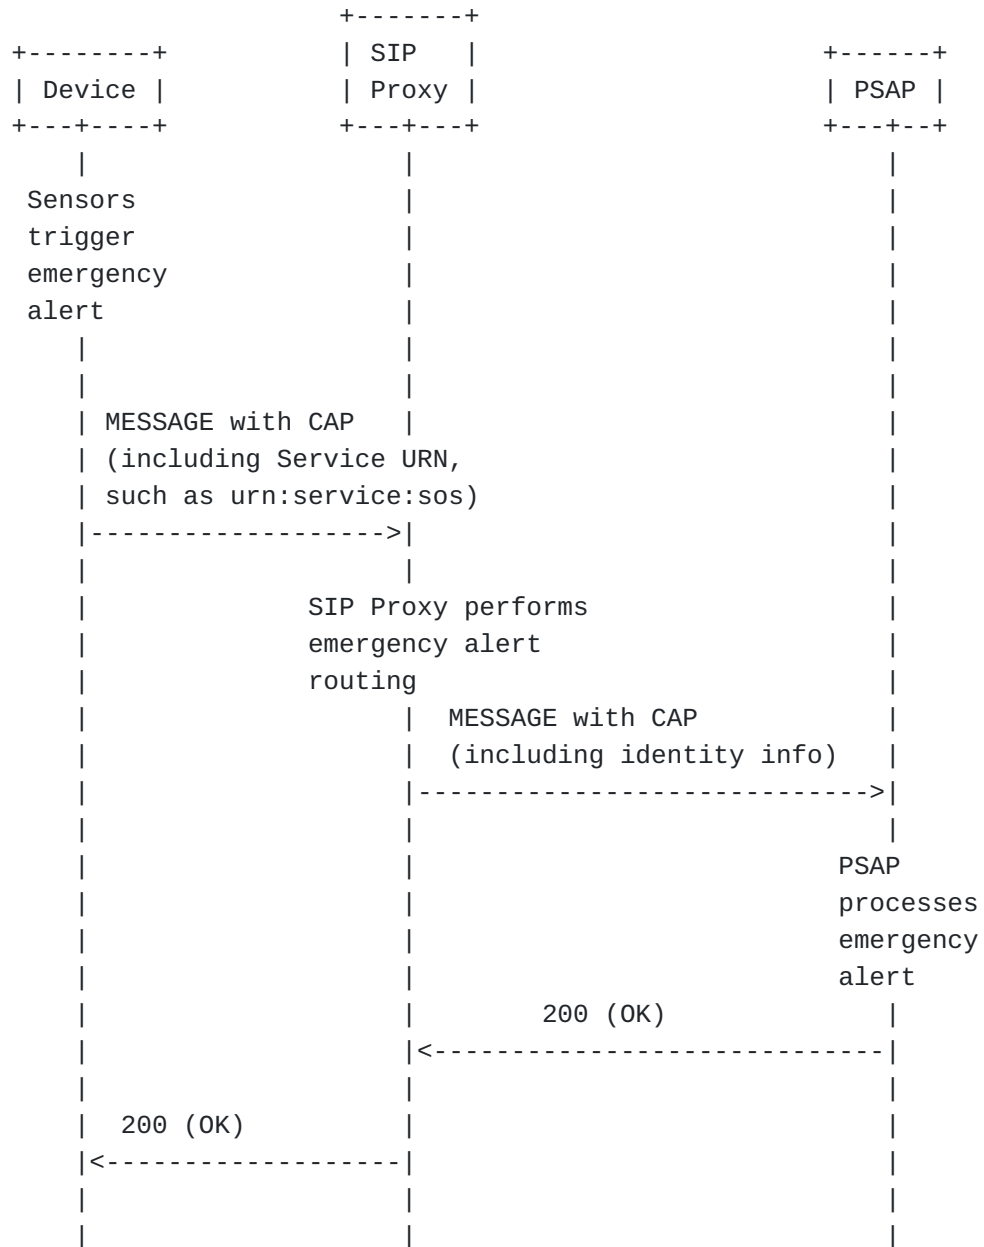 SIP
Device Proxy PSAP
Sensors
trigger
emergency
alert
MESSAGE with CAP
(including Service URN,
such as urn:service:sos)
SIP Proxy performs
emergency alert
routing
MESSAGE with CAP
(including identity info)
PSAP
processes
emergency
alert
200 (OK)
200 (OK)